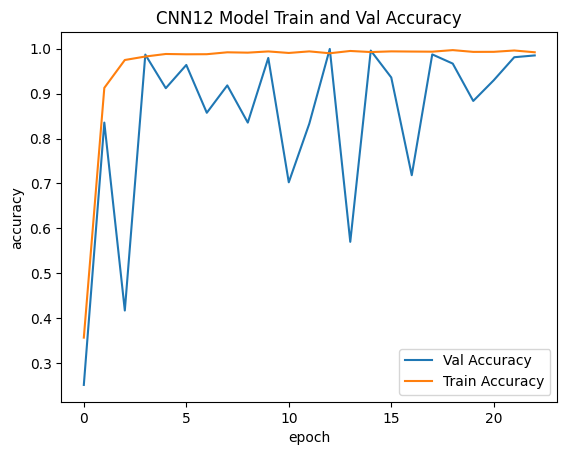 CNN12 Model Train and Val Accuracy
1.0
0.9
0.8
0.7
0.6
0.5
0.4
0.3
accuracy
Val Accuracy
Train Accuracy
0 5 10 15 20
epoch